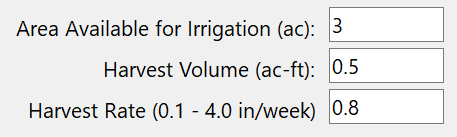 Area Available for Irrigation (ac): 3
Harvest Volume (ac-ft): 0.5
Harvest Rate (0.1 - 4.0 in/week) 0.8